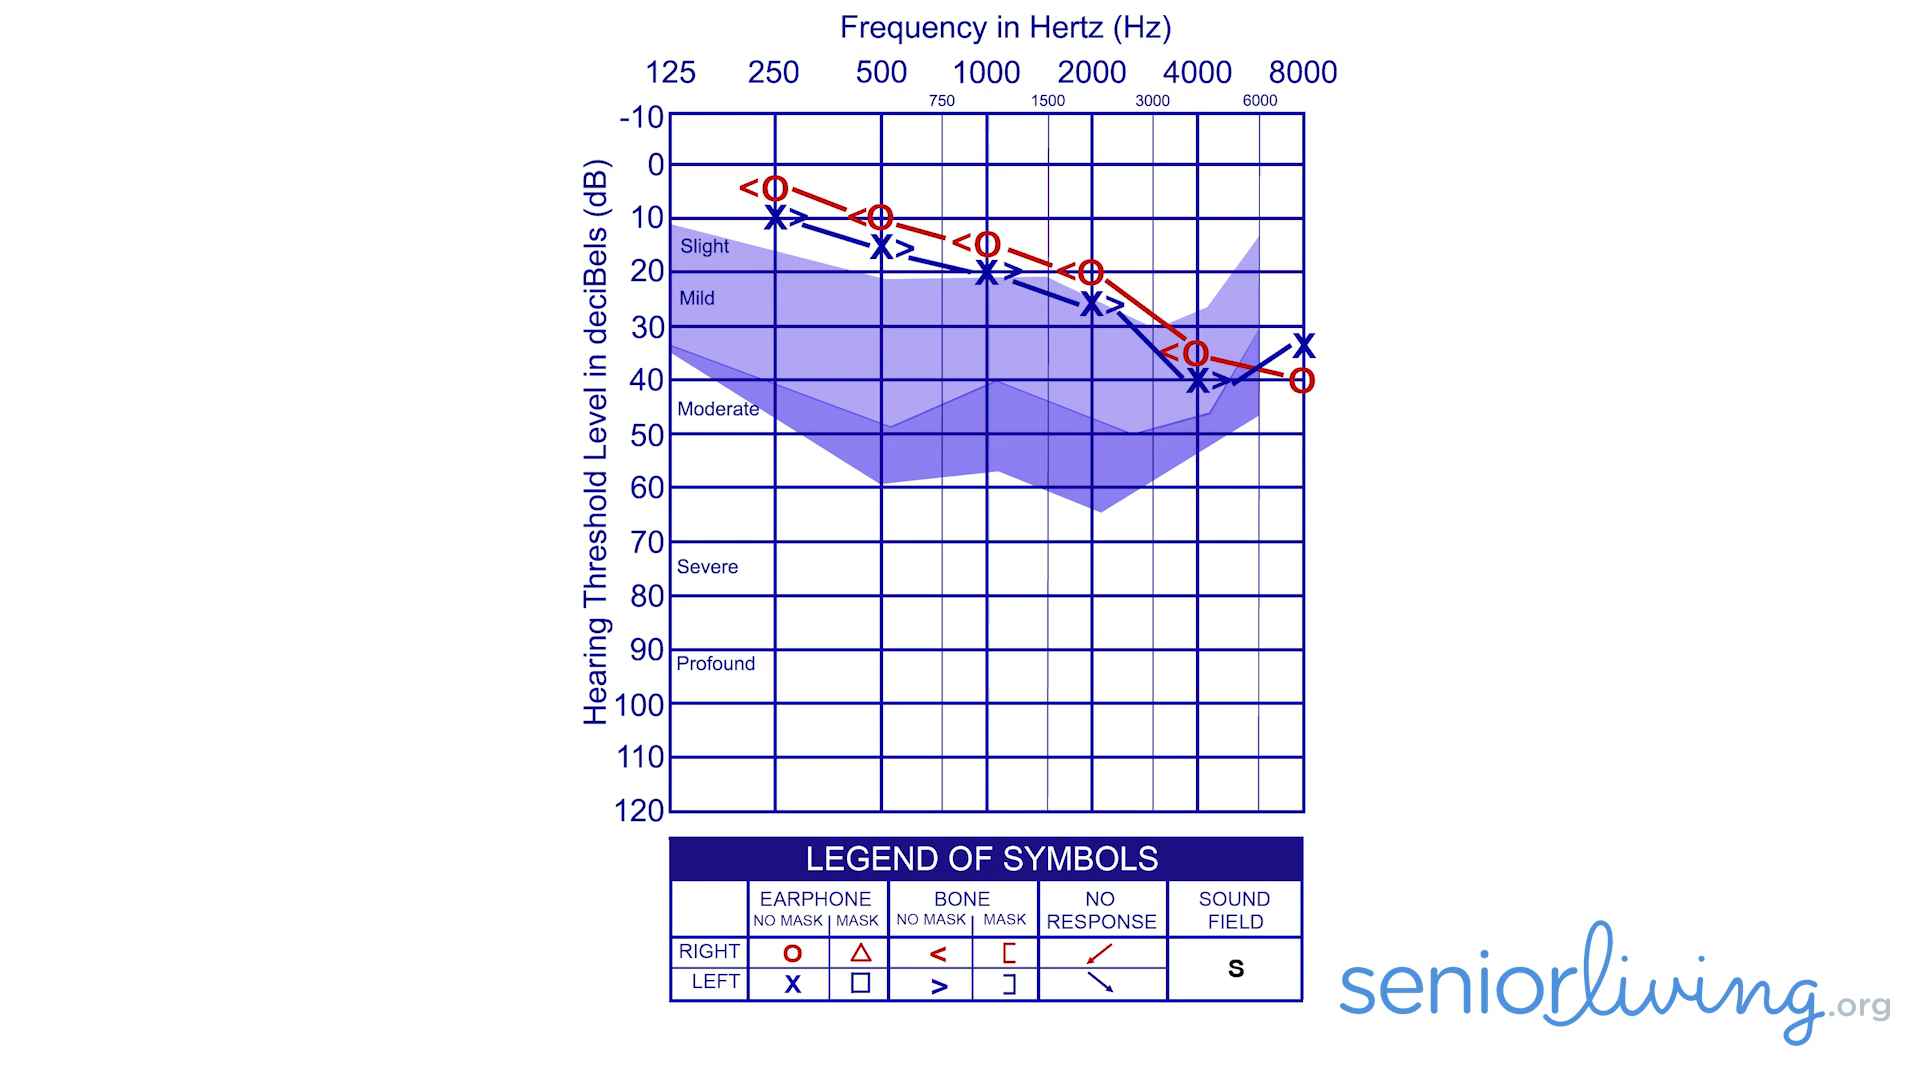 Frequency in Hertz (Hz)
125 250 500 1000 2000 4000 8000
750 1500 3000 6000
Hearing Threshold Level in deciBels (dB)
-10
0
10
Slight
20
Mild
30
40
Moderate
50
60
70
Severe
80
90
Profound
100
110
120
< O < O < O < O < O O
X > X > X > X > X > X
LEGEND OF SYMBOLS
EARPHONE BONE NO SOUND
NO MASK MASK NO MASK MASK RESPONSE FIELD
RIGHT O △ < [
LEFT X □ > ]
S
seniorliving.org